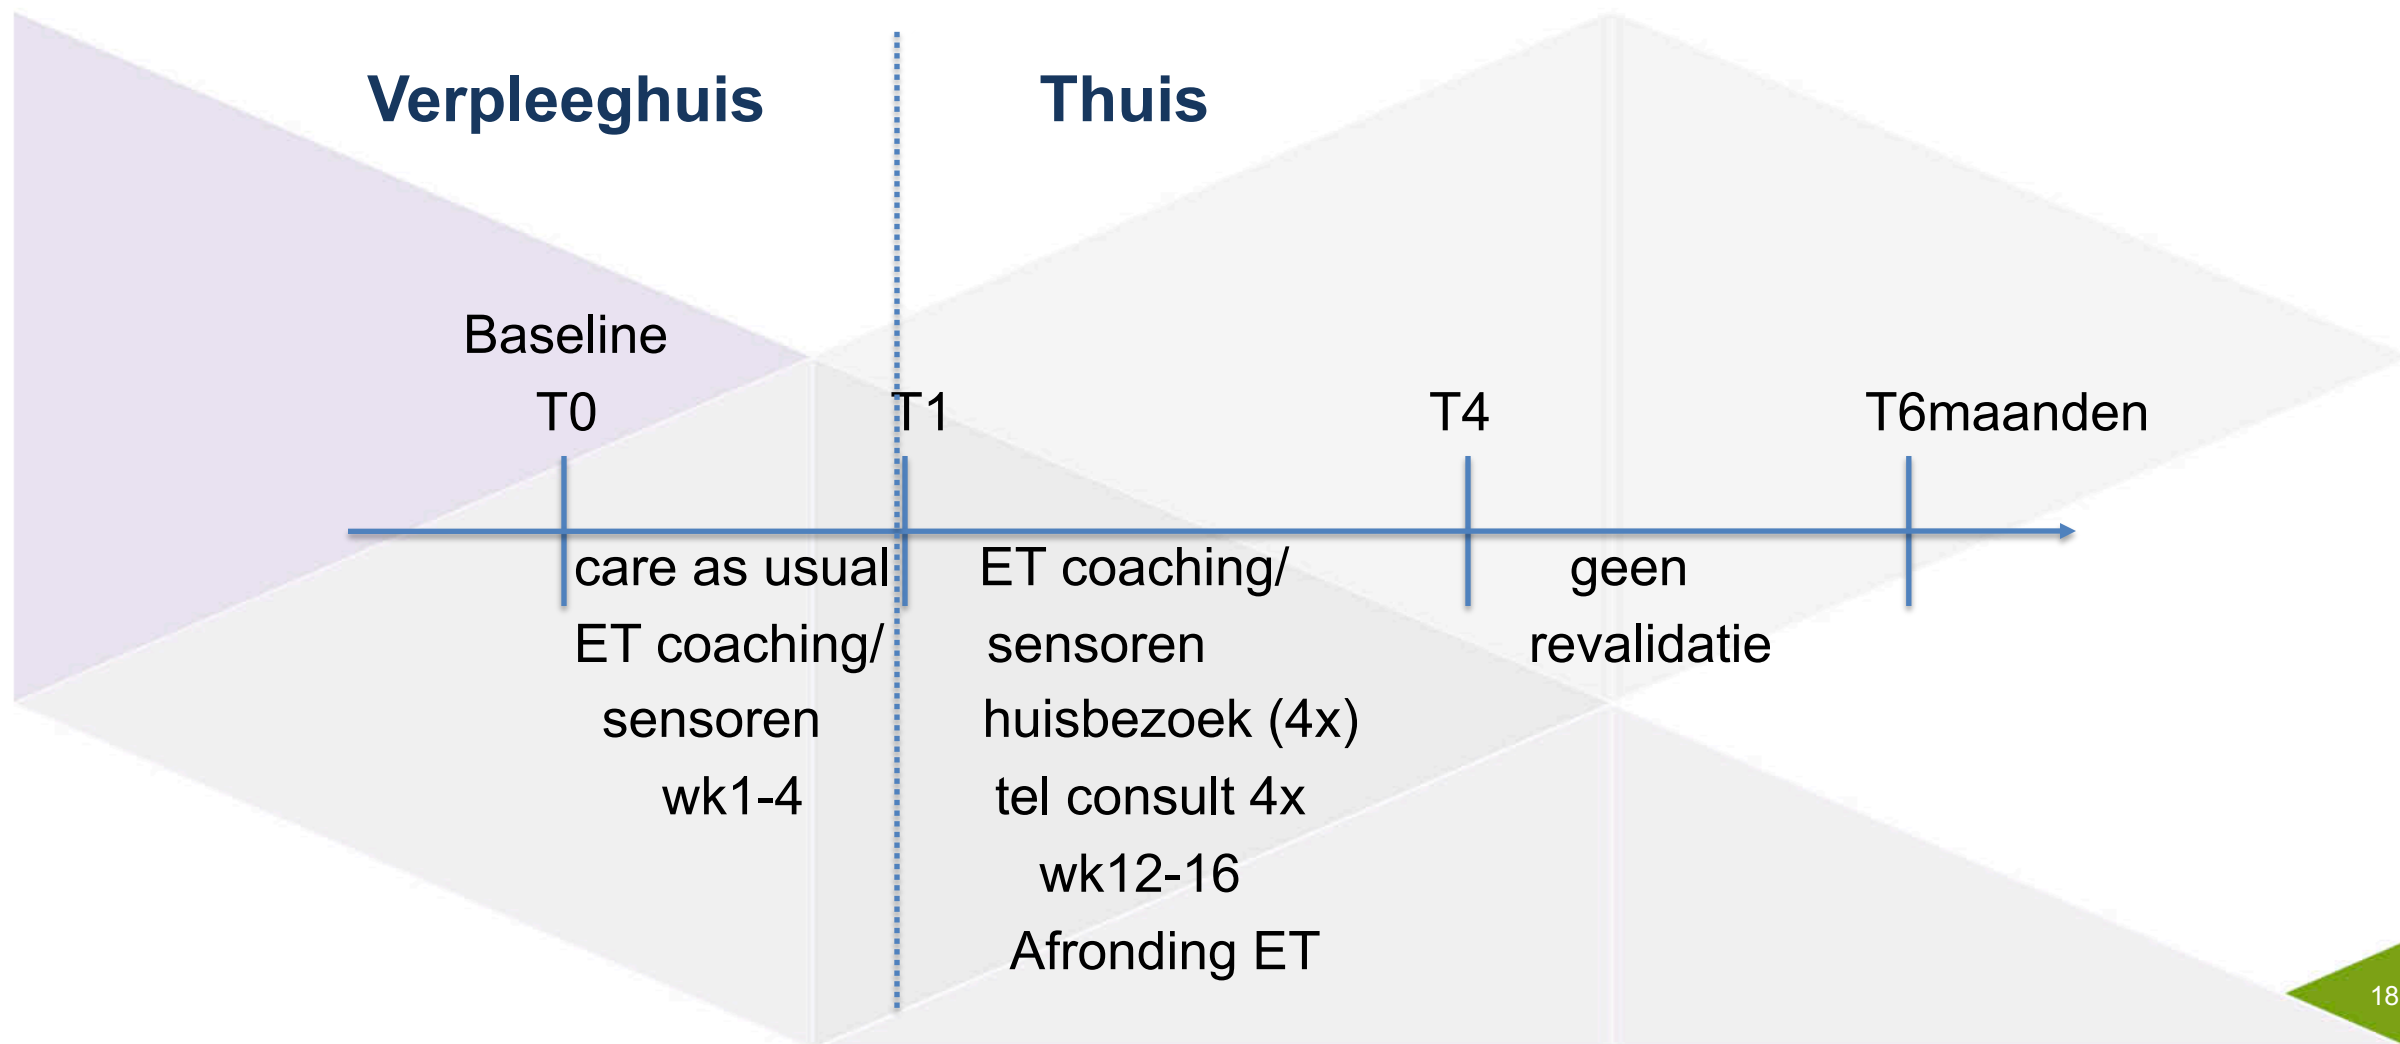 Verpleeghuis
Thuis
Baseline
T0
T1
T4
T6maanden
care as usual
ET coaching/
sensoren
wk1-4
ET coaching/
sensoren
huisbezoek (4x)
tel consult 4x
wk12-16
Afronding ET
geen
revalidatie
18